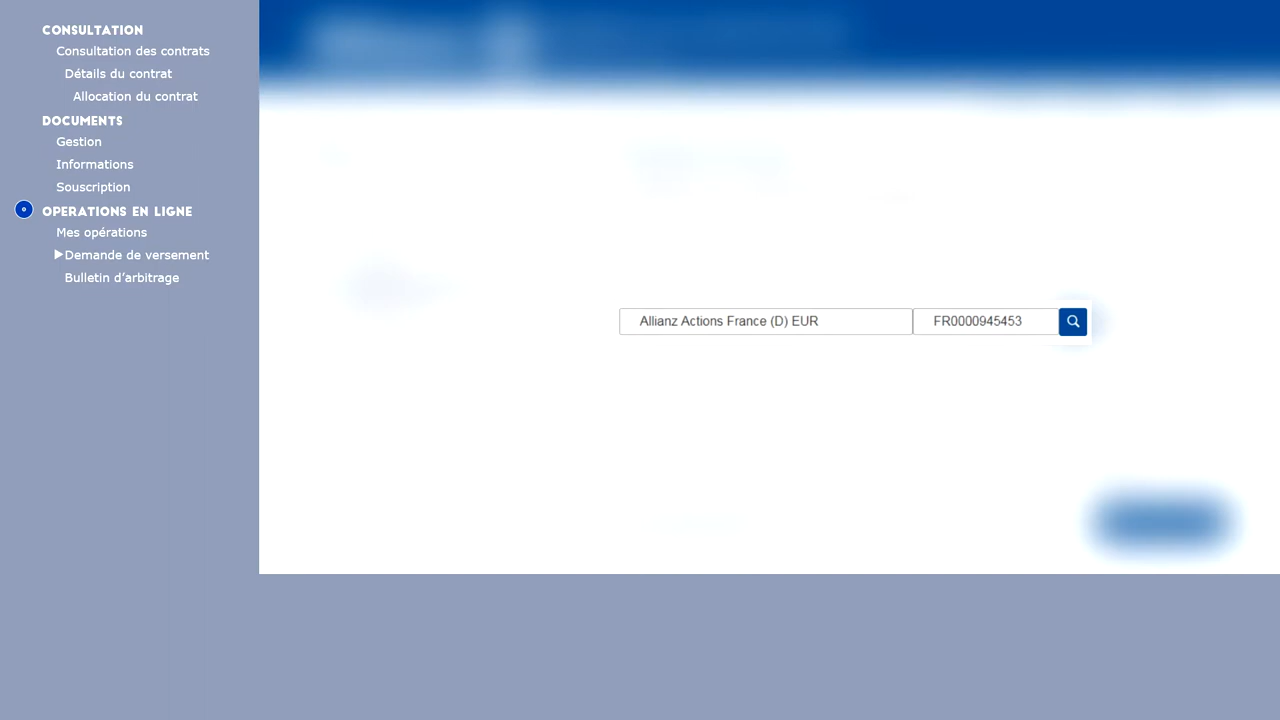 CONSULTATION
Consultation des contrats
Détails du contrat
Allocation du contrat
DOCUMENTS
Gestion
Informations
Souscription
OPERATIONS EN LIGNE
Mes opérations
Demande de versement
Bulletin d’arbitrage
Allianz Actions France (D) EUR FR0000945453